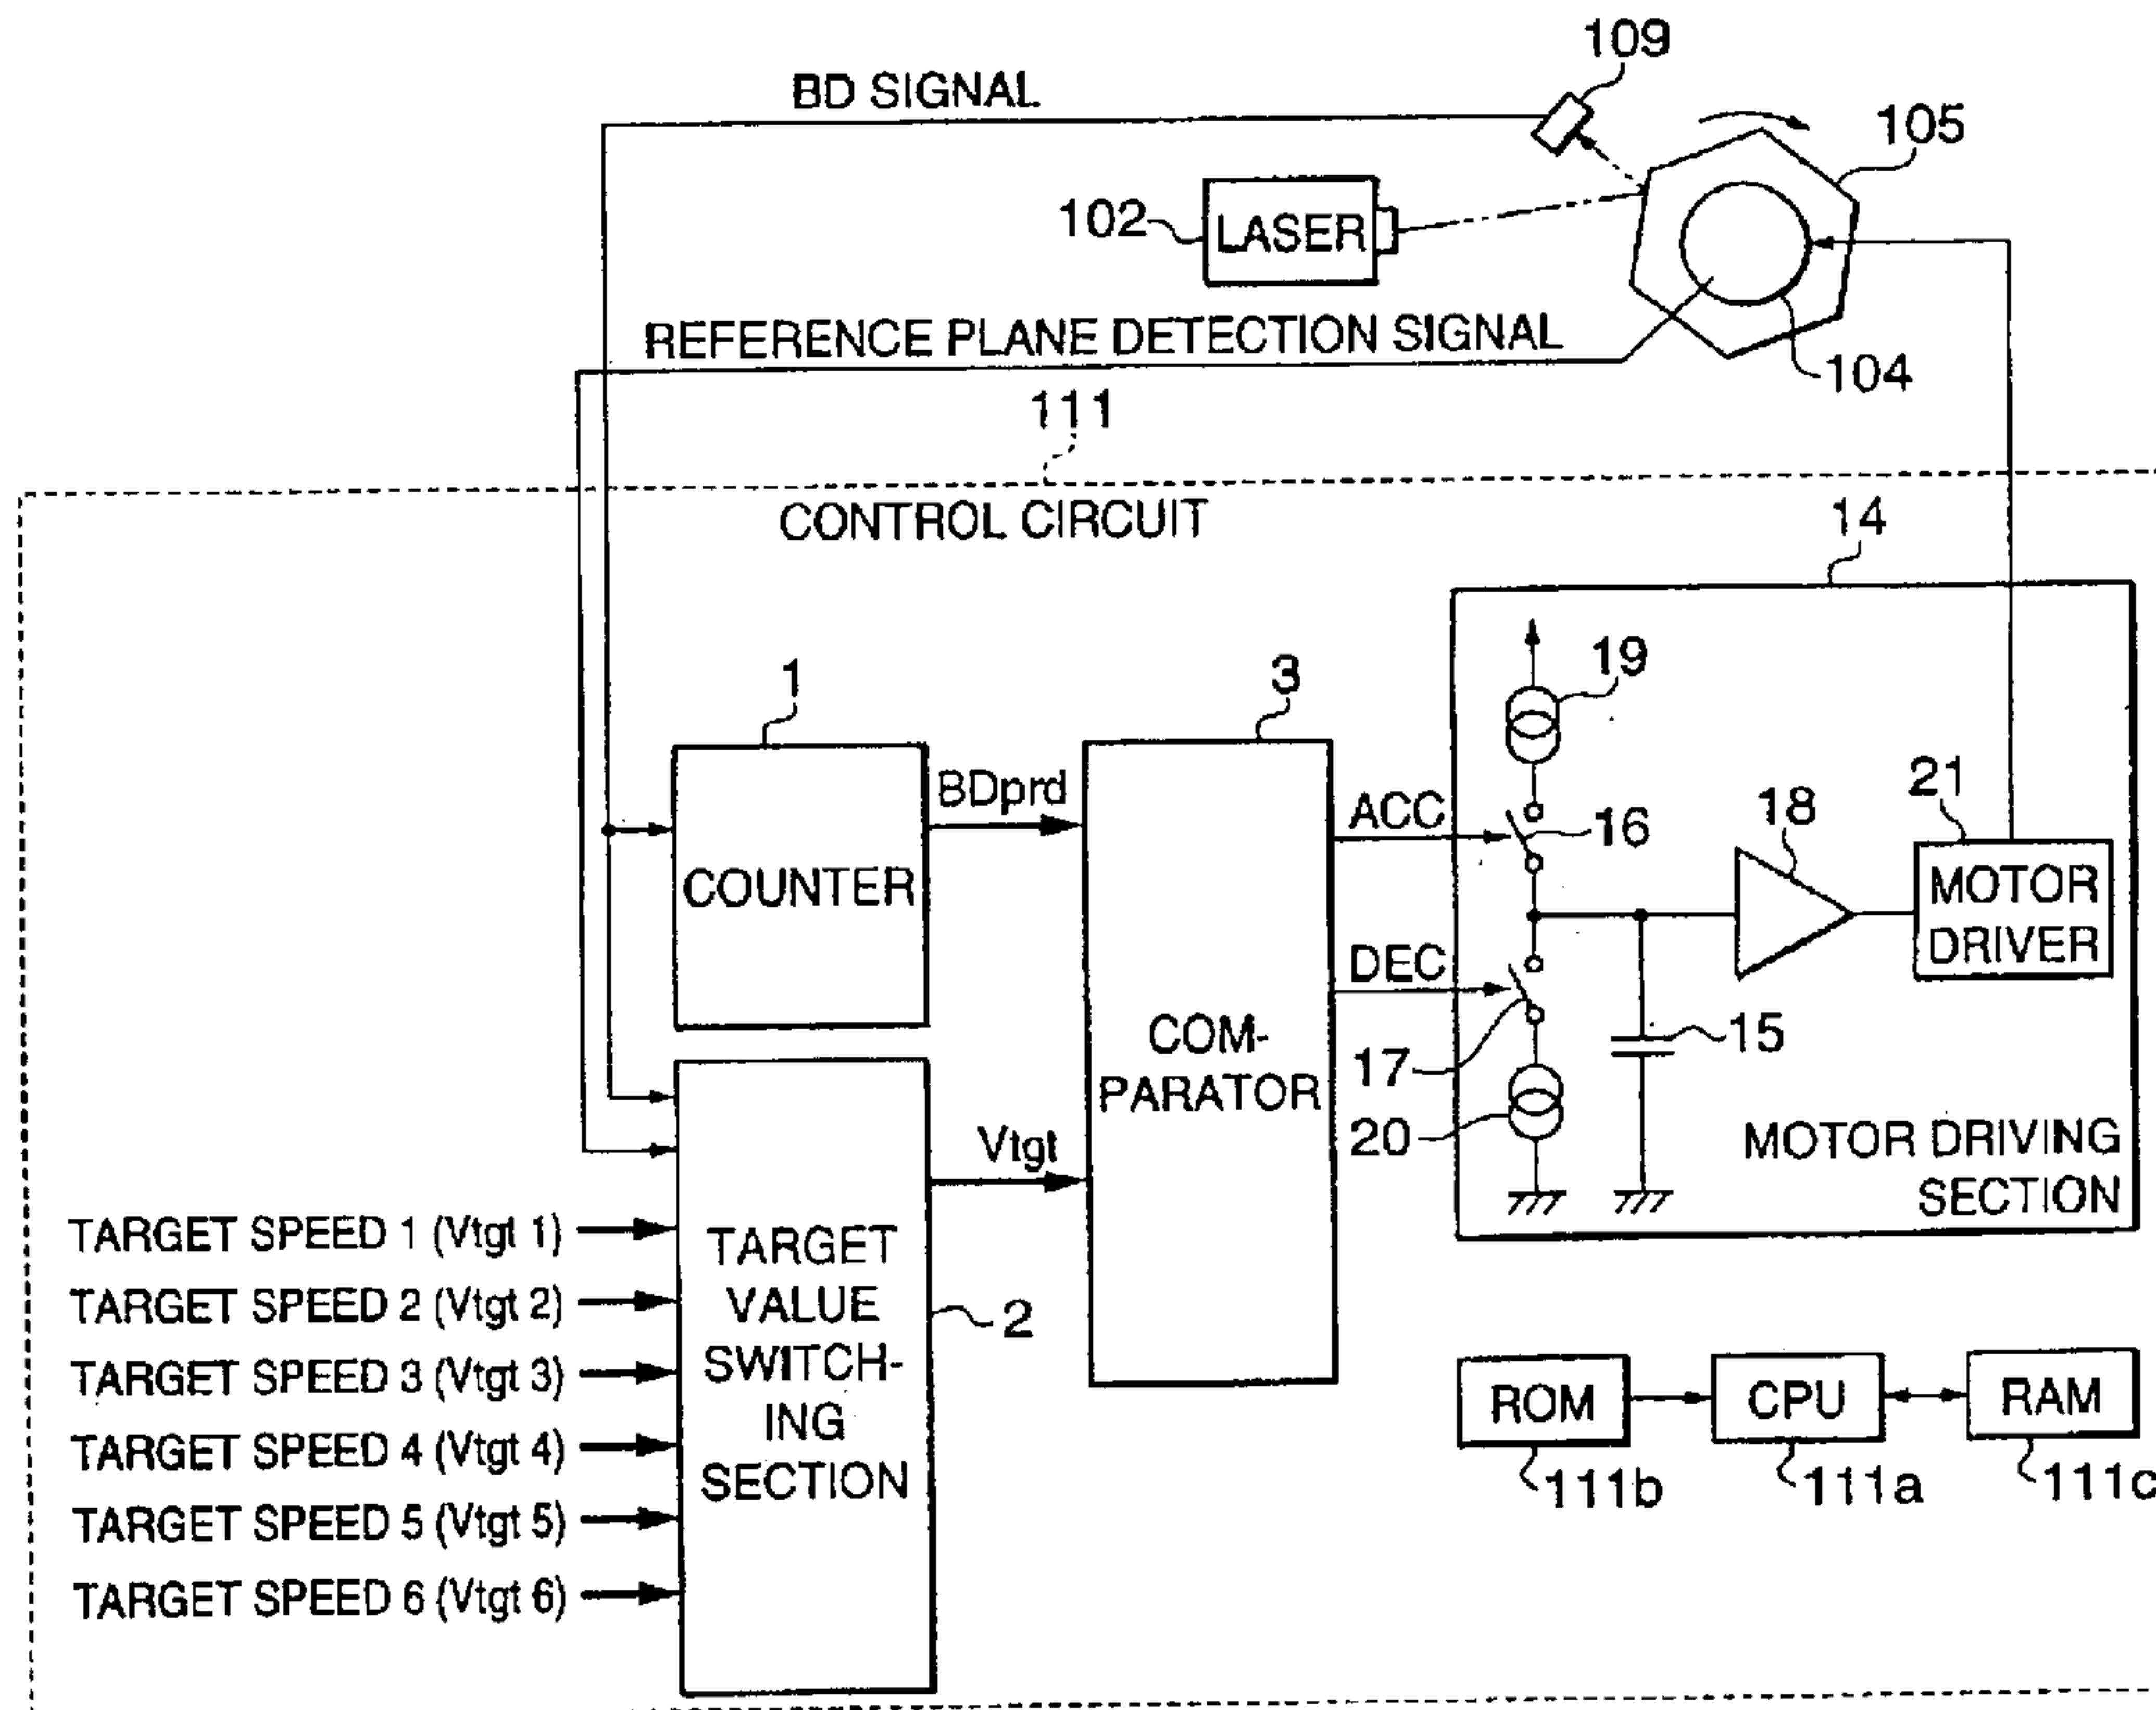 109
BD SIGNAL
105
102
LASER
REFERENCE PLANE DETECTION SIGNAL
104
111
CONTROL CIRCUIT
14
1
3
19
BDprd
ACC
16
18
21
COUNTER
MOTOR
DRIVER
DEC
COM-
PARATOR
17
15
20
Vtgt
MOTOR DRIVING
SECTION
TARGET SPEED 1 (Vtgt 1)
TARGET SPEED 2 (Vtgt 2)
TARGET SPEED 3 (Vtgt 3)
TARGET SPEED 4 (Vtgt 4)
TARGET SPEED 5 (Vtgt 5)
TARGET SPEED 6 (Vtgt 6)
TARGET
VALUE
SWITCH-
ING
SECTION
2
ROM
CPU
RAM
111b
111a
111c